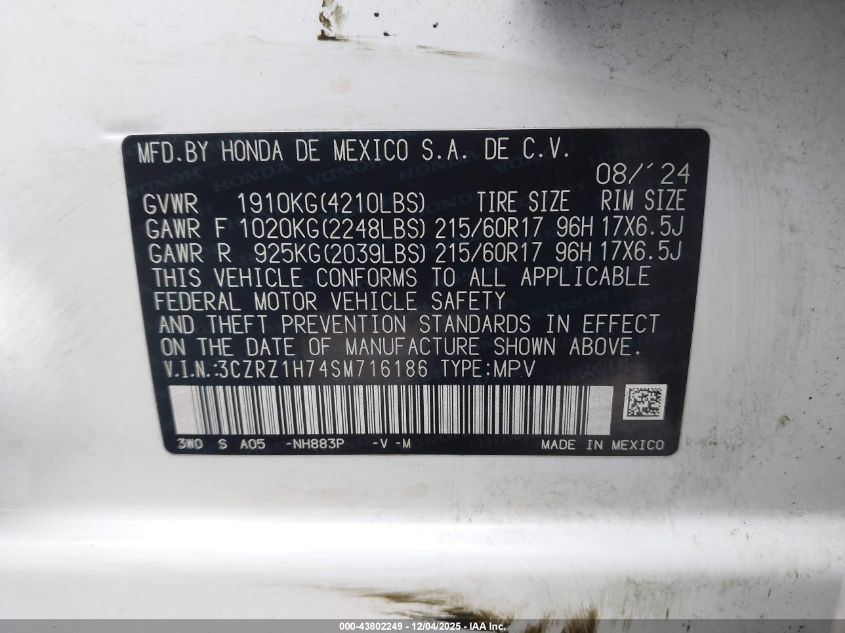 MFD.BY HONDA DE MEXICO S.A. DE C.V.
08/'24
GVWR 1910KG(4210LBS) TIRE SIZE RIM SIZE
GAWR F 1020KG(2248LBS) 215/60R17 96H 17X6.5J
GAWR R 925KG(2039LBS) 215/60R17 96H 17X6.5J
THIS VEHICLE CONFORMS TO ALL APPLICABLE
FEDERAL MOTOR VEHICLE SAFETY
AND THEFT PREVENTION STANDARDS IN EFFECT
ON THE DATE OF MANUFACTURE SHOWN ABOVE.
V.I.N.:3CZRZ1H74SM716186 TYPE:MPV
3W0 S A05 -NH883P -V -M MADE IN MEXICO
000-43802249 - 12/04/2025 - IAA Inc.